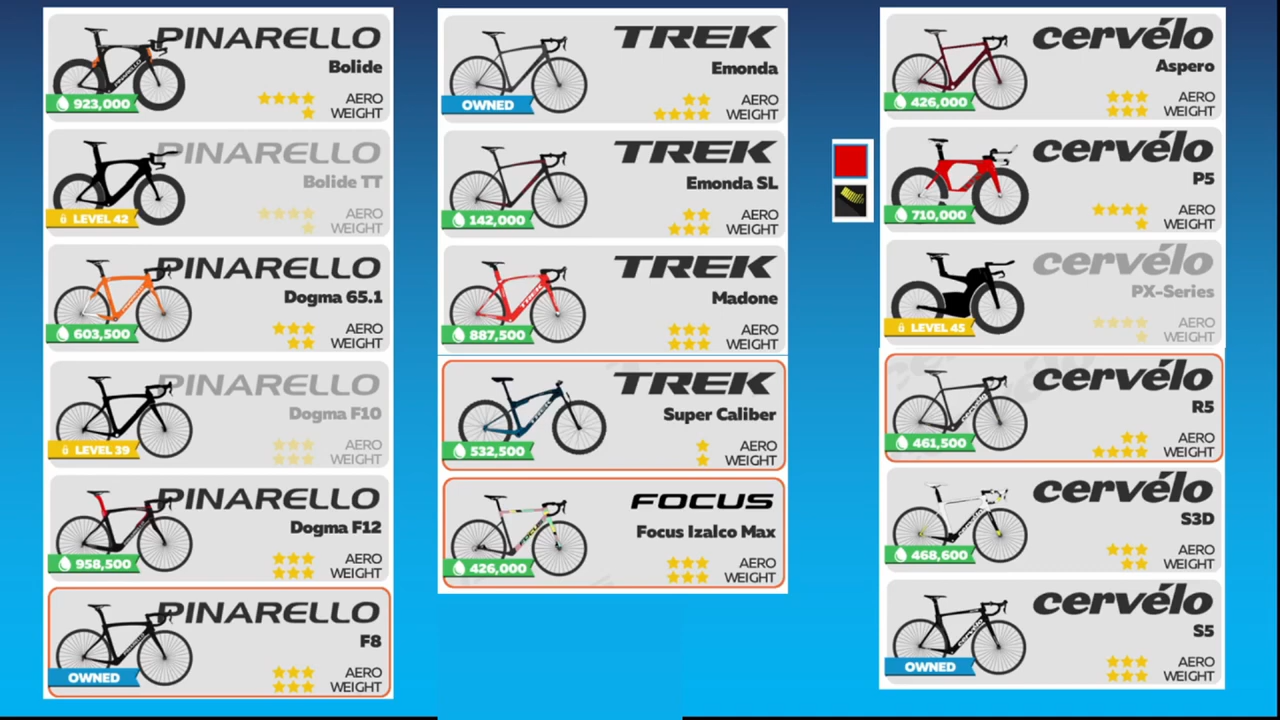 PINARELLO
Bolide
923,000
AERO
WEIGHT
PINARELLO
Bolide TT
LEVEL 42
AERO
WEIGHT
PINARELLO
Dogma 65.1
603,500
AERO
WEIGHT
PINARELLO
Dogma F10
LEVEL 39
AERO
WEIGHT
PINARELLO
Dogma F12
958,500
AERO
WEIGHT
PINARELLO
F8
OWNED
AERO
WEIGHT
TREK
Emonda
OWNED
AERO
WEIGHT
TREK
Emonda SL
142,000
AERO
WEIGHT
TREK
Madone
TREK
887,500
AERO
WEIGHT
TREK
Super Caliber
TREK
532,500
AERO
WEIGHT
FOCUS
Focus Izalco Max
426,000
AERO
WEIGHT
cervélo
Aspero
426,000
AERO
WEIGHT
cervélo
P5
710,000
AERO
WEIGHT
cervélo
PX-Series
LEVEL 45
AERO
WEIGHT
cervélo
R5
cervélo
461,500
AERO
WEIGHT
cervélo
S3D
cervélo
468,600
AERO
WEIGHT
cervélo
S5
cervélo
OWNED
AERO
WEIGHT